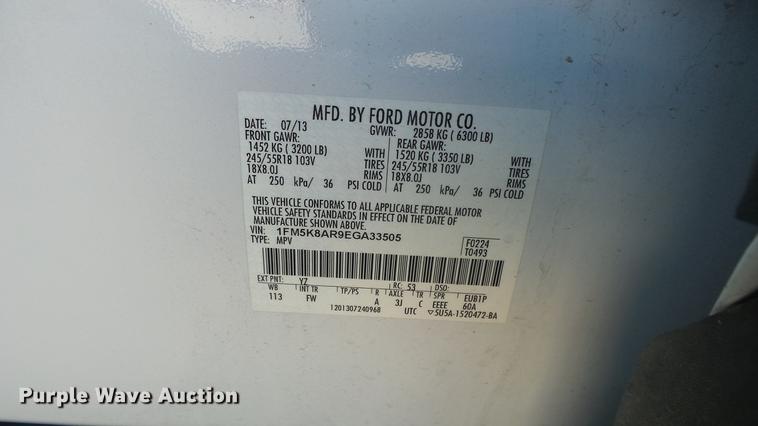 MFD. BY FORD MOTOR CO.
DATE: 07/13 GVWR: 2858 KG ( 6300 LB)
FRONT GAWR: REAR GAWR:
1452 KG ( 3200 LB) WITH 1520 KG ( 3350 LB) WITH
245/55R18 103V TIRES 245/55R18 103V TIRES
18X8.0J RIMS 18X8.0J RIMS
AT 250 kPa/ 36 PSI COLD AT 250 kPa/ 36 PSI COLD
THIS VEHICLE CONFORMS TO ALL APPLICABLE FEDERAL MOTOR
VEHICLE SAFETY STANDARDS IN EFFECT ON THE DATE OF
MANUFACTURE SHOWN ABOVE.
VIN: 1FM5K8AR9EGA33505
TYPE: MPV
F0224
T0493
EXT PNT: YZ RC: 53 DSO:
WB INT TR TP/PS R AXLE TR SPR EUB1P
113 FW A 3J C EEEE 60A
1201307240968 UTC ▽5U5A-1520472-BA
Purple Wave Auction